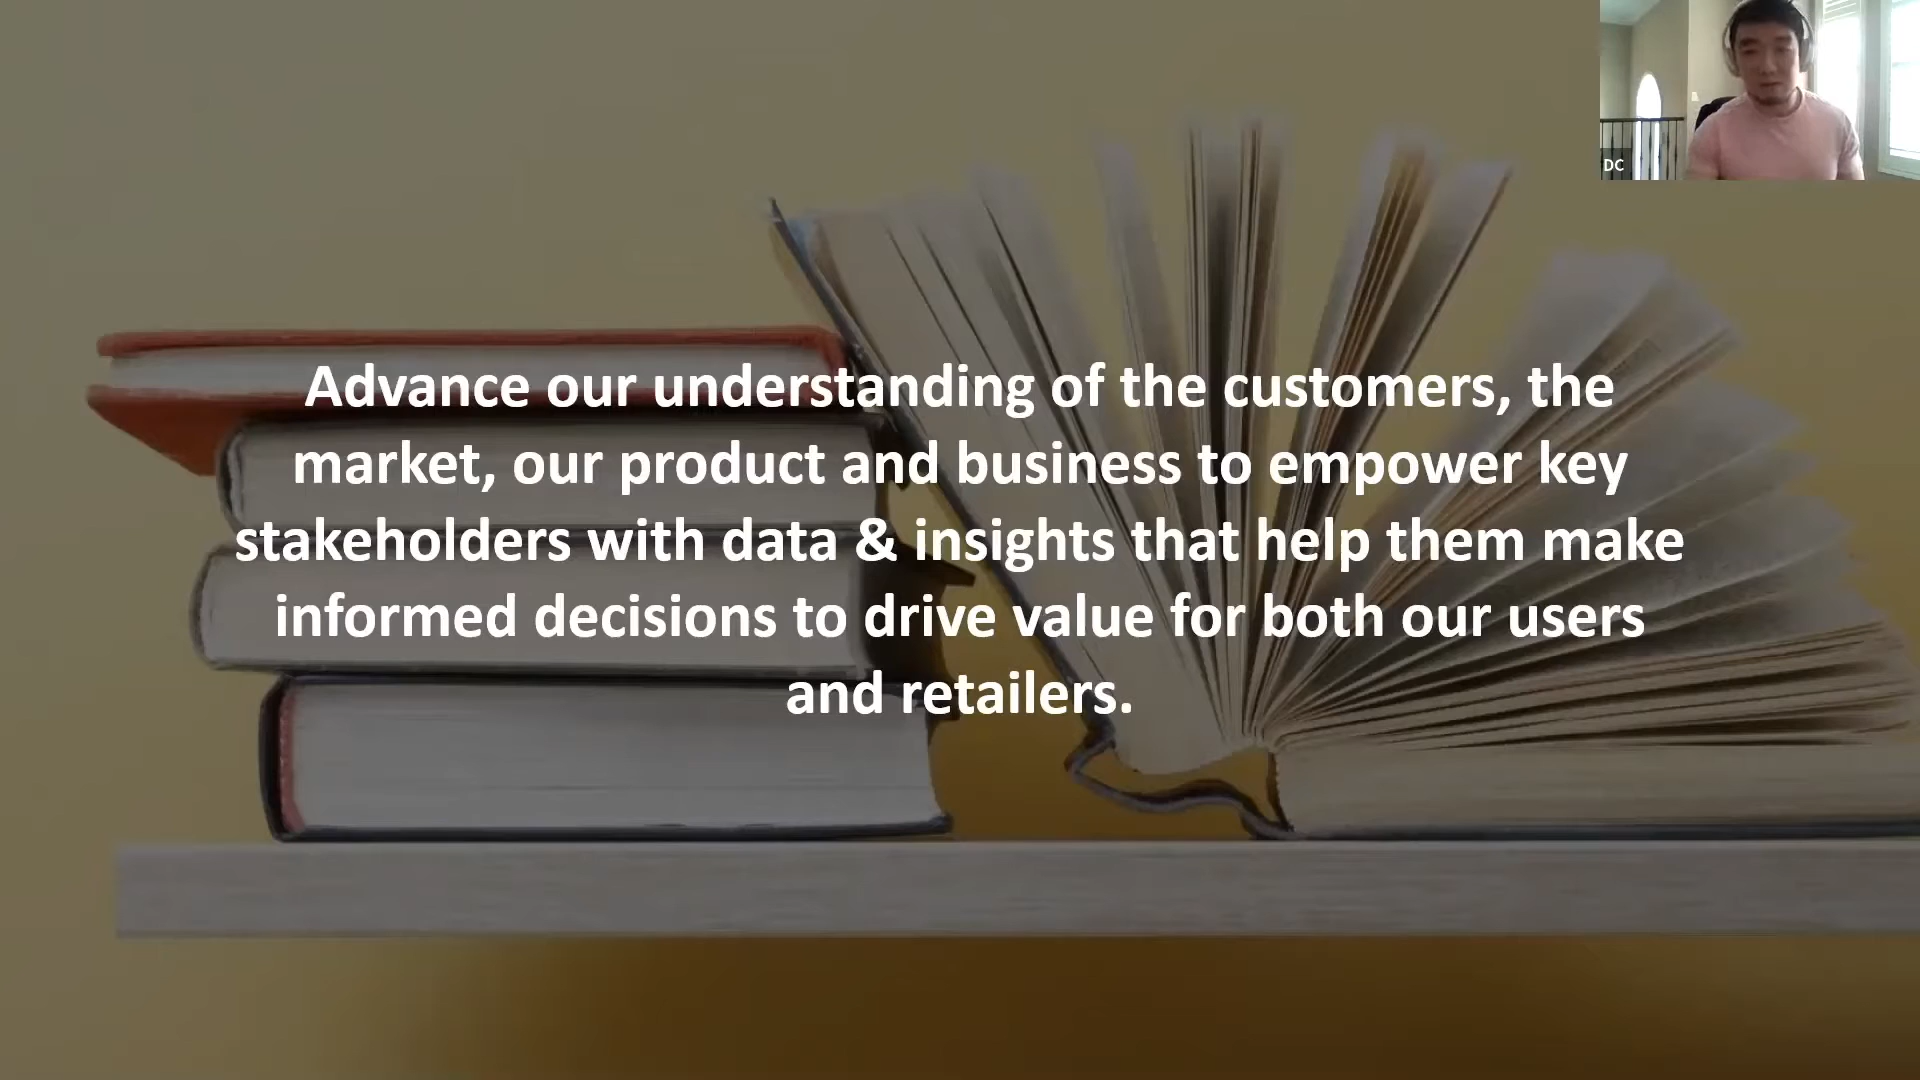 DC
Advance our understanding of the customers, the
market, our product and business to empower key
stakeholders with data & insights that help them make
informed decisions to drive value for both our users
and retailers.